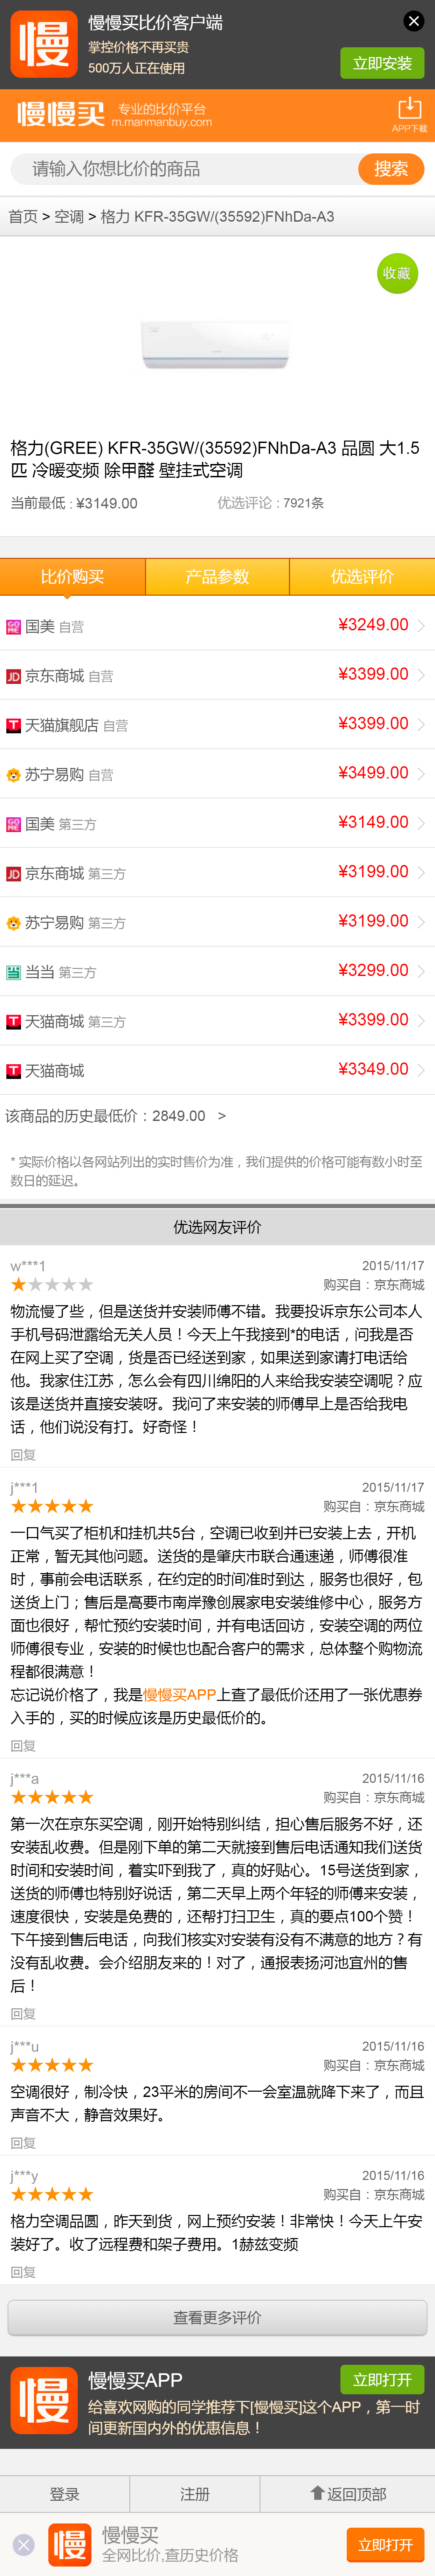 慢
慢慢买比价客户端
掌控价格不再买贵
500万人正在使用
立即安装
慢慢买 专业的比价平台
m.manmanbuy.com
APP下载
请输入你想比价的商品 搜索
首页 > 空调 > 格力 KFR-35GW/(35592)FNhDa-A3
收藏
格力(GREE) KFR-35GW/(35592)FNhDa-A3 品圆 大1.5
匹 冷暖变频 除甲醛 壁挂式空调
当前最低 : ¥3149.00 优选评论 : 7921条
比价购买 产品参数 优选评价
国美 自营 ¥3249.00
京东商城 自营 ¥3399.00
天猫旗舰店 自营 ¥3399.00
苏宁易购 自营 ¥3499.00
国美 第三方 ¥3149.00
京东商城 第三方 ¥3199.00
苏宁易购 第三方 ¥3199.00
当当 第三方 ¥3299.00
天猫商城 第三方 ¥3399.00
天猫商城 ¥3349.00
该商品的历史最低价：2849.00 >
* 实际价格以各网站列出的实时售价为准，我们提供的价格可能有数小时至
数日的延迟。
优选网友评价
w***1 2015/11/17
购买自：京东商城
物流慢了些，但是送货并安装师傅不错。我要投诉京东公司本人
手机号码泄露给无关人员！今天上午我接到*的电话，问我是否
在网上买了空调，货是否已经送到家，如果送到家请打电话给
他。我家住江苏，怎么会有四川绵阳的人来给我安装空调呢？应
该是送货并直接安装呀。我问了来安装的师傅早上是否给我电
话，他们说没有打。好奇怪！
回复
j***1 2015/11/17
购买自：京东商城
一口气买了柜机和挂机共5台，空调已收到并已安装上去，开机
正常，暂无其他问题。送货的是肇庆市联合通速递，师傅很准
时，事前会电话联系，在约定的时间准时到达，服务也很好，包
送货上门；售后是高要市南岸豫创展家电安装维修中心，服务方
面也很好，帮忙预约安装时间，并有电话回访，安装空调的两位
师傅很专业，安装的时候也也配合客户的需求，总体整个购物流
程都很满意！
忘记说价格了，我是慢慢买APP上查了最低价还用了一张优惠券
入手的，买的时候应该是历史最低价的。
回复
j***a 2015/11/16
购买自：京东商城
第一次在京东买空调，刚开始特别纠结，担心售后服务不好，还
安装乱收费。但是刚下单的第二天就接到售后电话通知我们送货
时间和安装时间，着实吓到我了，真的好贴心。15号送货到家，
送货的师傅也特别好说话，第二天早上两个年轻的师傅来安装，
速度很快，安装是免费的，还帮打扫卫生，真的要点100个赞！
下午接到售后电话，向我们核实对安装有没有不满意的地方？有
没有乱收费。会介绍朋友来的！对了，通报表扬河池宜州的售
后！
回复
j***u 2015/11/16
购买自：京东商城
空调很好，制冷快，23平米的房间不一会室温就降下来了，而且
声音不大，静音效果好。
回复
j***y 2015/11/16
购买自：京东商城
格力空调品圆，昨天到货，网上预约安装！非常快！今天上午安
装好了。收了远程费和架子费用。1赫兹变频
回复
查看更多评价
慢
慢慢买APP
立即打开
给喜欢网购的同学推荐下[慢慢买]这个APP，第一时
间更新国内外的优惠信息！
登录 注册 返回顶部
慢
慢慢买
全网比价,查历史价格
立即打开